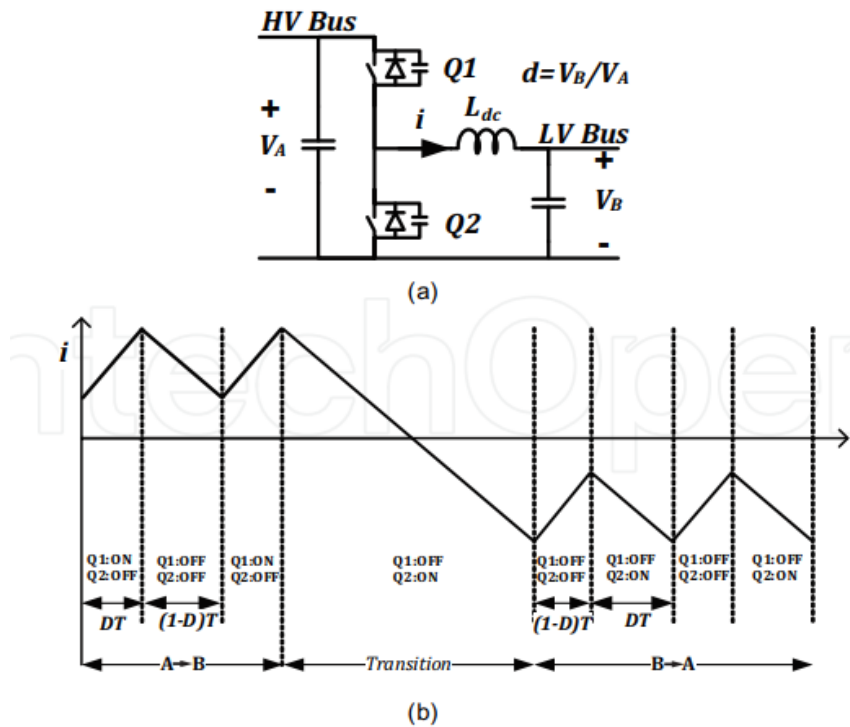 HV Bus
Q1
d=VB/VA
Ldc
i
LV Bus
+
VA
-
+
VB
-
Q2
(a)
ntechOpen
i
Q1:ON
Q2:OFF
Q1:OFF
Q2:OFF
Q1:ON
Q2:OFF
Q1:OFF
Q2:ON
Q1:OFF
Q2:OFF
Q1:OFF
Q2:ON
Q1:OFF
Q2:OFF
Q1:OFF
Q2:ON
DT
(1-D)T
(1-D)T
DT
A→B
Transition
B→A
(b)